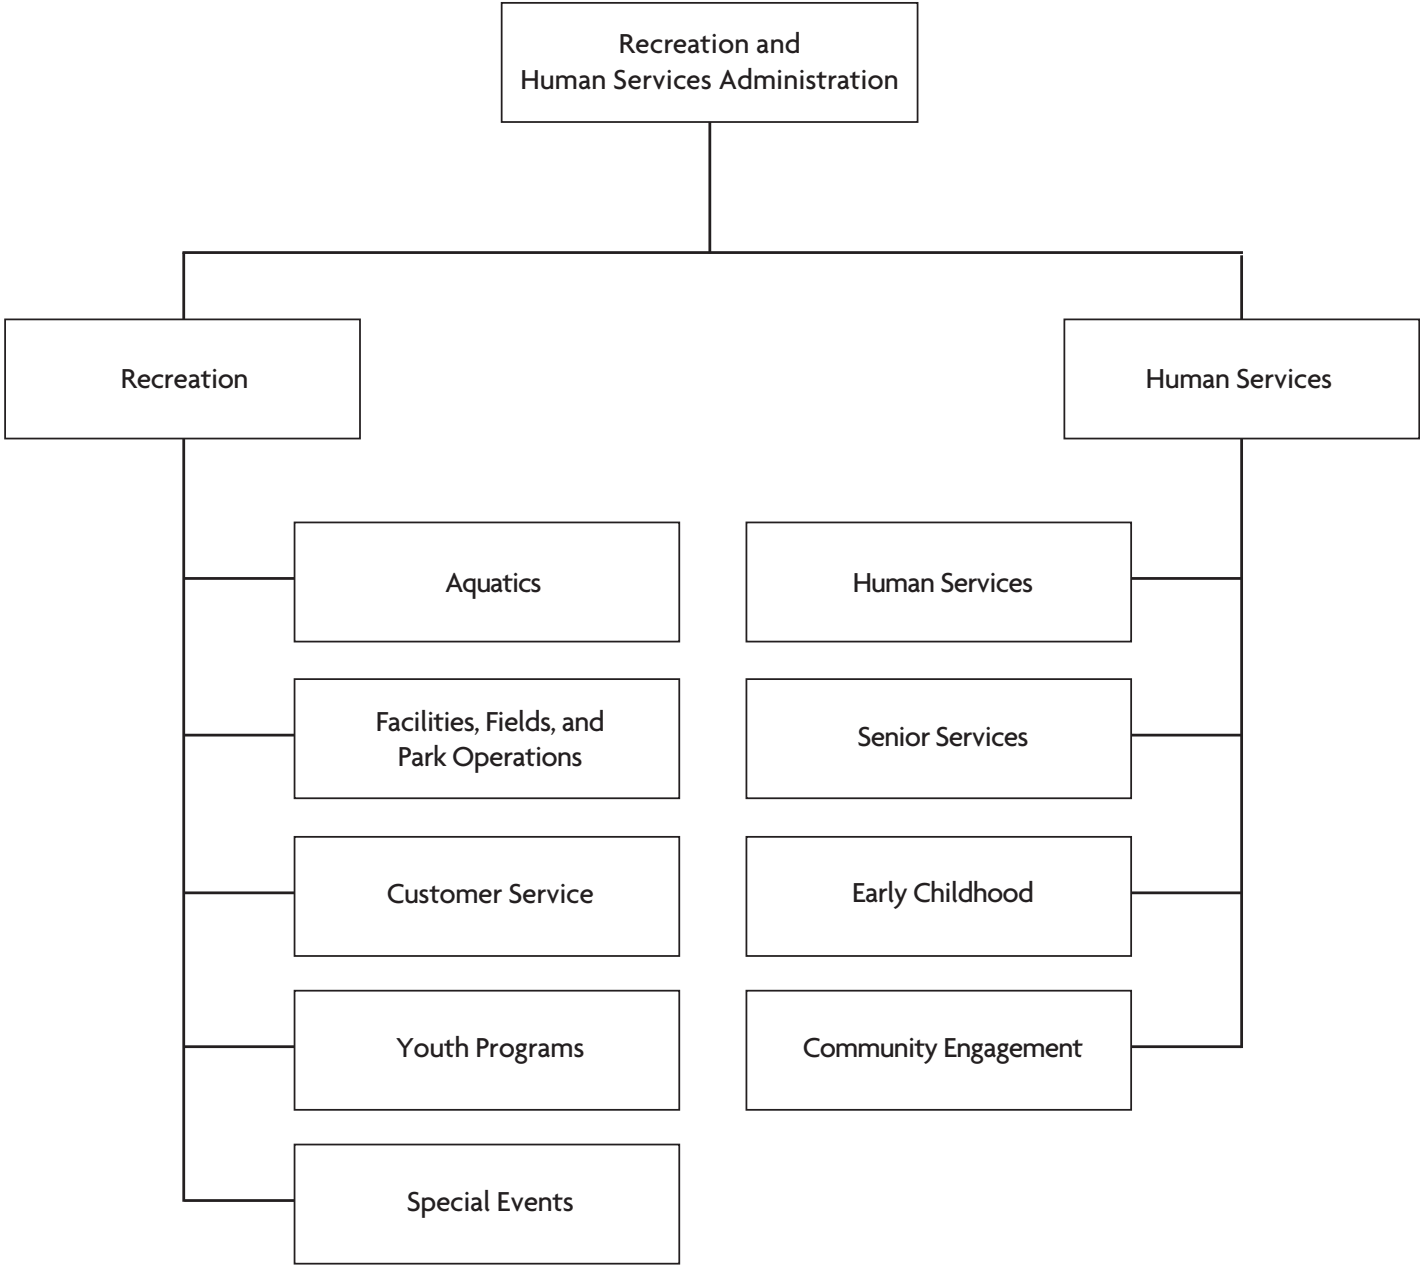 Recreation and
Human Services Administration
Recreation
Human Services
Aquatics
Human Services
Facilities, Fields, and
Park Operations
Senior Services
Customer Service
Early Childhood
Youth Programs
Community Engagement
Special Events